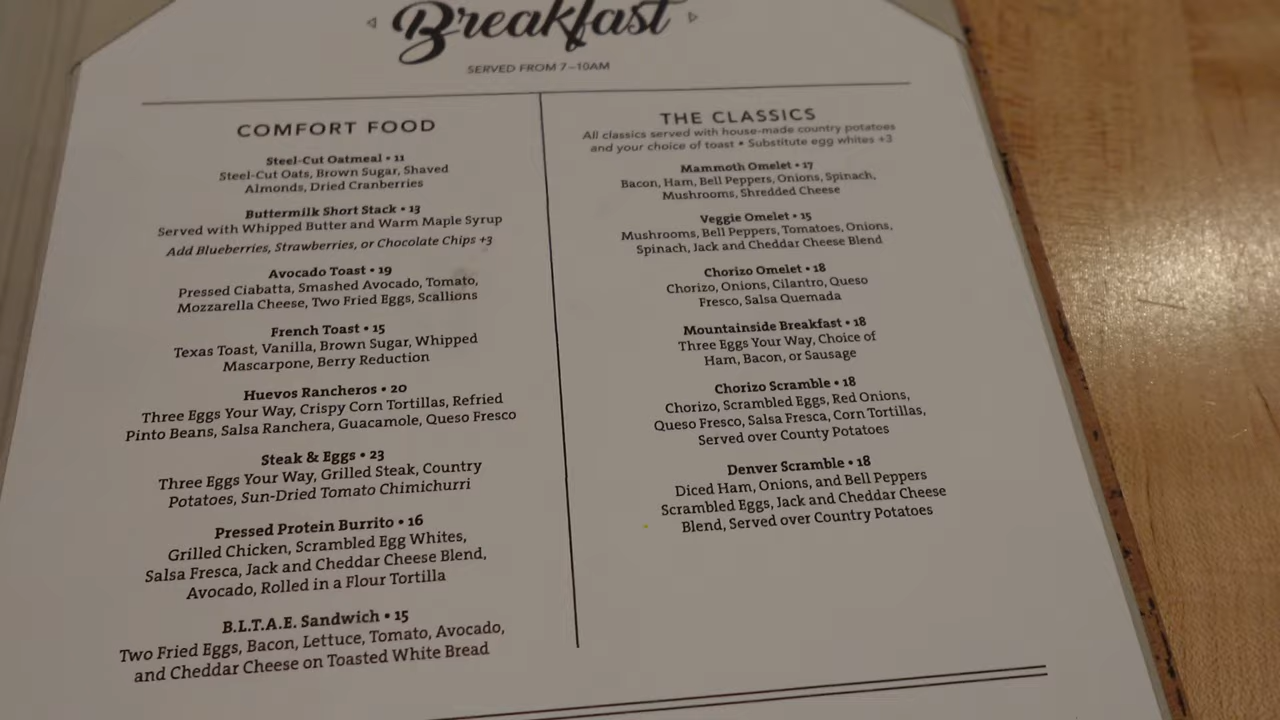 Breakfast
SERVED FROM 7–10AM
COMFORT FOOD
Steel-Cut Oatmeal • 11
Steel-Cut Oats, Brown Sugar, Shaved
Almonds, Dried Cranberries
Buttermilk Short Stack • 13
Served with Whipped Butter and Warm Maple Syrup
Add Blueberries, Strawberries, or Chocolate Chips +3
Avocado Toast • 19
Pressed Ciabatta, Smashed Avocado, Tomato,
Mozzarella Cheese, Two Fried Eggs, Scallions
French Toast • 15
Texas Toast, Vanilla, Brown Sugar, Whipped
Mascarpone, Berry Reduction
Huevos Rancheros • 20
Three Eggs Your Way, Crispy Corn Tortillas, Refried
Pinto Beans, Salsa Ranchera, Guacamole, Queso Fresco
Steak & Eggs • 23
Three Eggs Your Way, Grilled Steak, Country
Potatoes, Sun-Dried Tomato Chimichurri
Pressed Protein Burrito • 16
Grilled Chicken, Scrambled Egg Whites,
Salsa Fresca, Jack and Cheddar Cheese Blend,
Avocado, Rolled in a Flour Tortilla
B.L.T.A.E. Sandwich • 15
Two Fried Eggs, Bacon, Lettuce, Tomato, Avocado,
and Cheddar Cheese on Toasted White Bread
THE CLASSICS
All classics served with house-made country potatoes
and your choice of toast • Substitute egg whites +3
Mammoth Omelet • 17
Bacon, Ham, Bell Peppers, Onions, Spinach,
Mushrooms, Shredded Cheese
Veggie Omelet • 15
Mushrooms, Bell Peppers, Tomatoes, Onions,
Spinach, Jack and Cheddar Cheese Blend
Chorizo Omelet • 18
Chorizo, Onions, Cilantro, Queso
Fresco, Salsa Quemada
Mountainside Breakfast • 18
Three Eggs Your Way, Choice of
Ham, Bacon, or Sausage
Chorizo Scramble • 18
Chorizo, Scrambled Eggs, Red Onions,
Queso Fresco, Salsa Fresca, Corn Tortillas,
Served over County Potatoes
Denver Scramble • 18
Diced Ham, Onions, and Bell Peppers
Scrambled Eggs, Jack and Cheddar Cheese
Blend, Served over Country Potatoes